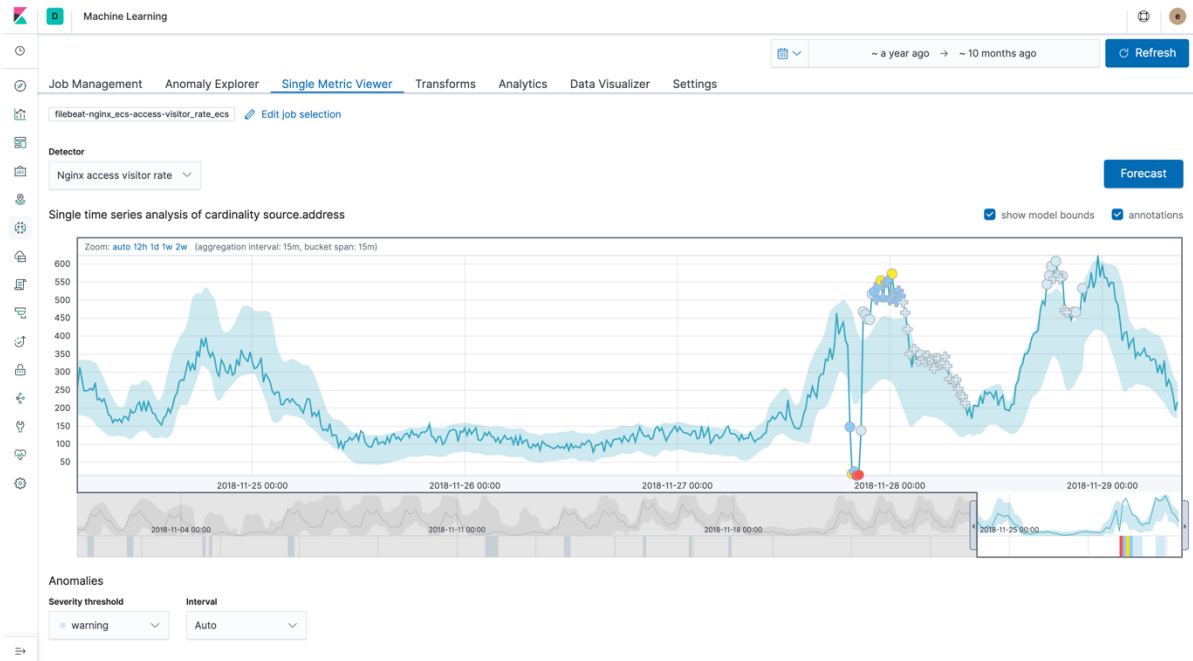 D Machine Learning e
~ a year ago → ~ 10 months ago Refresh
Job Management Anomaly Explorer Single Metric Viewer Transforms Analytics Data Visualizer Settings
filebeat-nginx_ecs-access-visitor_rate_ecs Edit job selection
Detector
Nginx access visitor rate
Forecast
Single time series analysis of cardinality source.address
show model bounds annotations
Zoom: auto 12h 1d 1w 2w (aggregation interval: 15m, bucket span: 15m)
600
550
500
450
400
350
300
250
200
150
100
50
2018-11-25 00:00 2018-11-26 00:00 2018-11-27 00:00 2018-11-28 00:00 2018-11-29 00:00
2018-11-04 00:00 2018-11-11 00:00 2018-11-18 00:00 2018-11-25 00:00
Anomalies
Severity threshold Interval
warning Auto